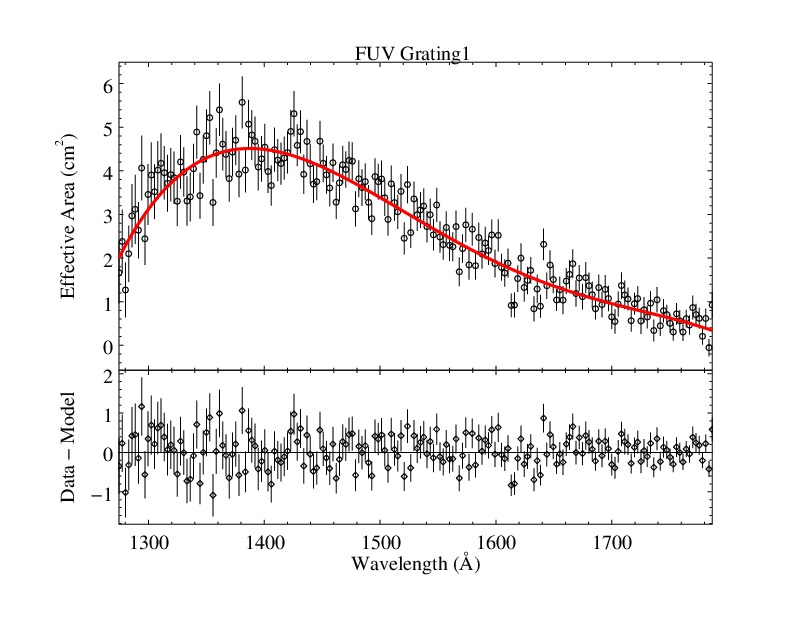 FUV Grating1
6
5
4
3
2
1
0
Effective Area (cm2)
2
1
0
−1
Data − Model
1300 1400 1500 1600 1700
Wavelength (Å)